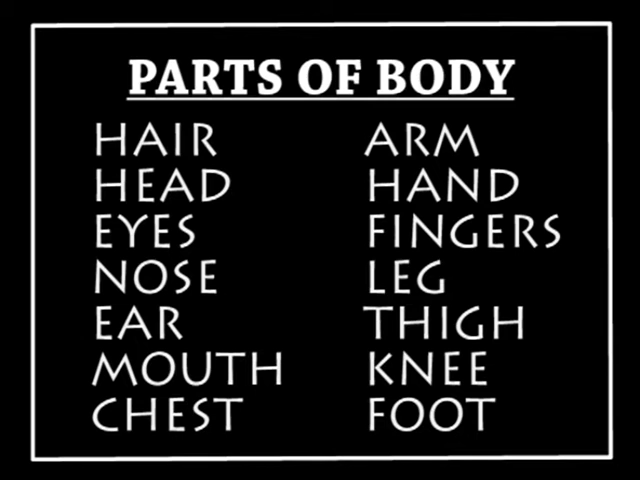 PARTS OF BODY
HAIR
HEAD
EYES
NOSE
EAR
MOUTH
CHEST
ARM
HAND
FINGERS
LEG
THIGH
KNEE
FOOT